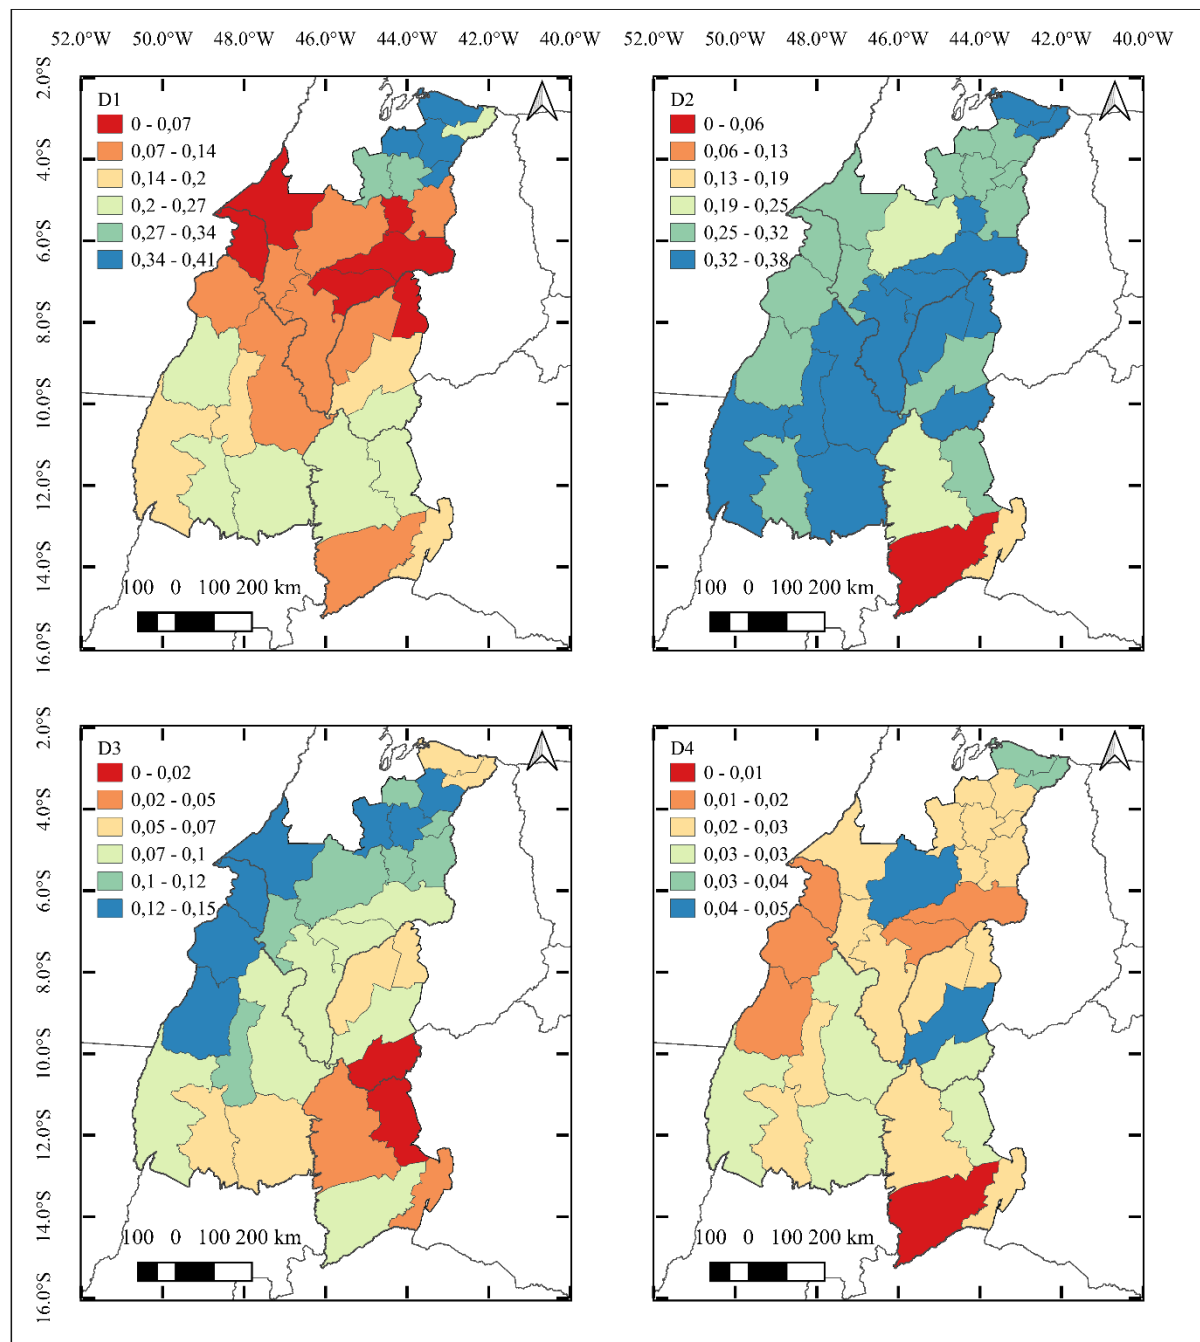 52.0°W 50.0°W 48.0°W 46.0°W 44.0°W 42.0°W 40.0°W
52.0°W 50.0°W 48.0°W 46.0°W 44.0°W 42.0°W 40.0°W
2.0°S
4.0°S
6.0°S
8.0°S
10.0°S
12.0°S
14.0°S
16.0°S
D1
0 - 0,07
0,07 - 0,14
0,14 - 0,2
0,2 - 0,27
0,27 - 0,34
0,34 - 0,41
100 0 100 200 km
D2
0 - 0,06
0,06 - 0,13
0,13 - 0,19
0,19 - 0,25
0,25 - 0,32
0,32 - 0,38
100 0 100 200 km
2.0°S
4.0°S
6.0°S
8.0°S
10.0°S
12.0°S
14.0°S
16.0°S
D3
0 - 0,02
0,02 - 0,05
0,05 - 0,07
0,07 - 0,1
0,1 - 0,12
0,12 - 0,15
100 0 100 200 km
D4
0 - 0,01
0,01 - 0,02
0,02 - 0,03
0,03 - 0,03
0,03 - 0,04
0,04 - 0,05
100 0 100 200 km